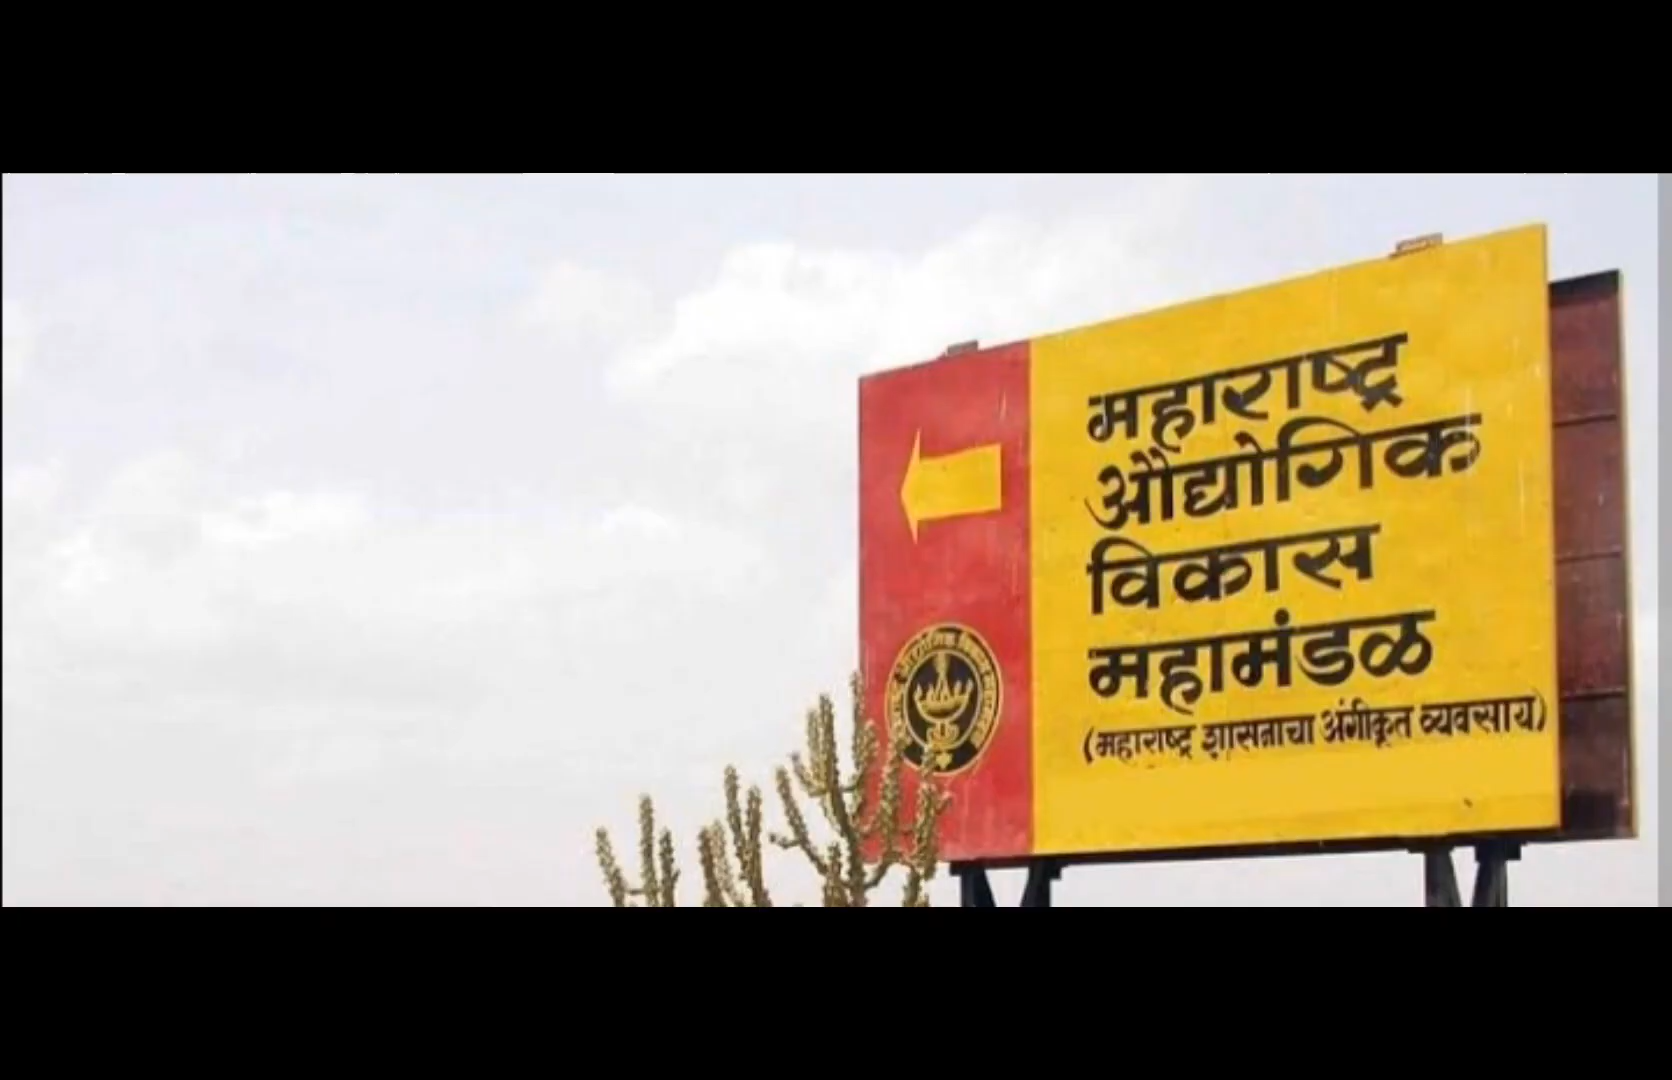 महाराष्ट्र
औद्योगिक
विकास
महामंडळ
(महाराष्ट्र शासनाचा अंगीकृत व्यवसाय)